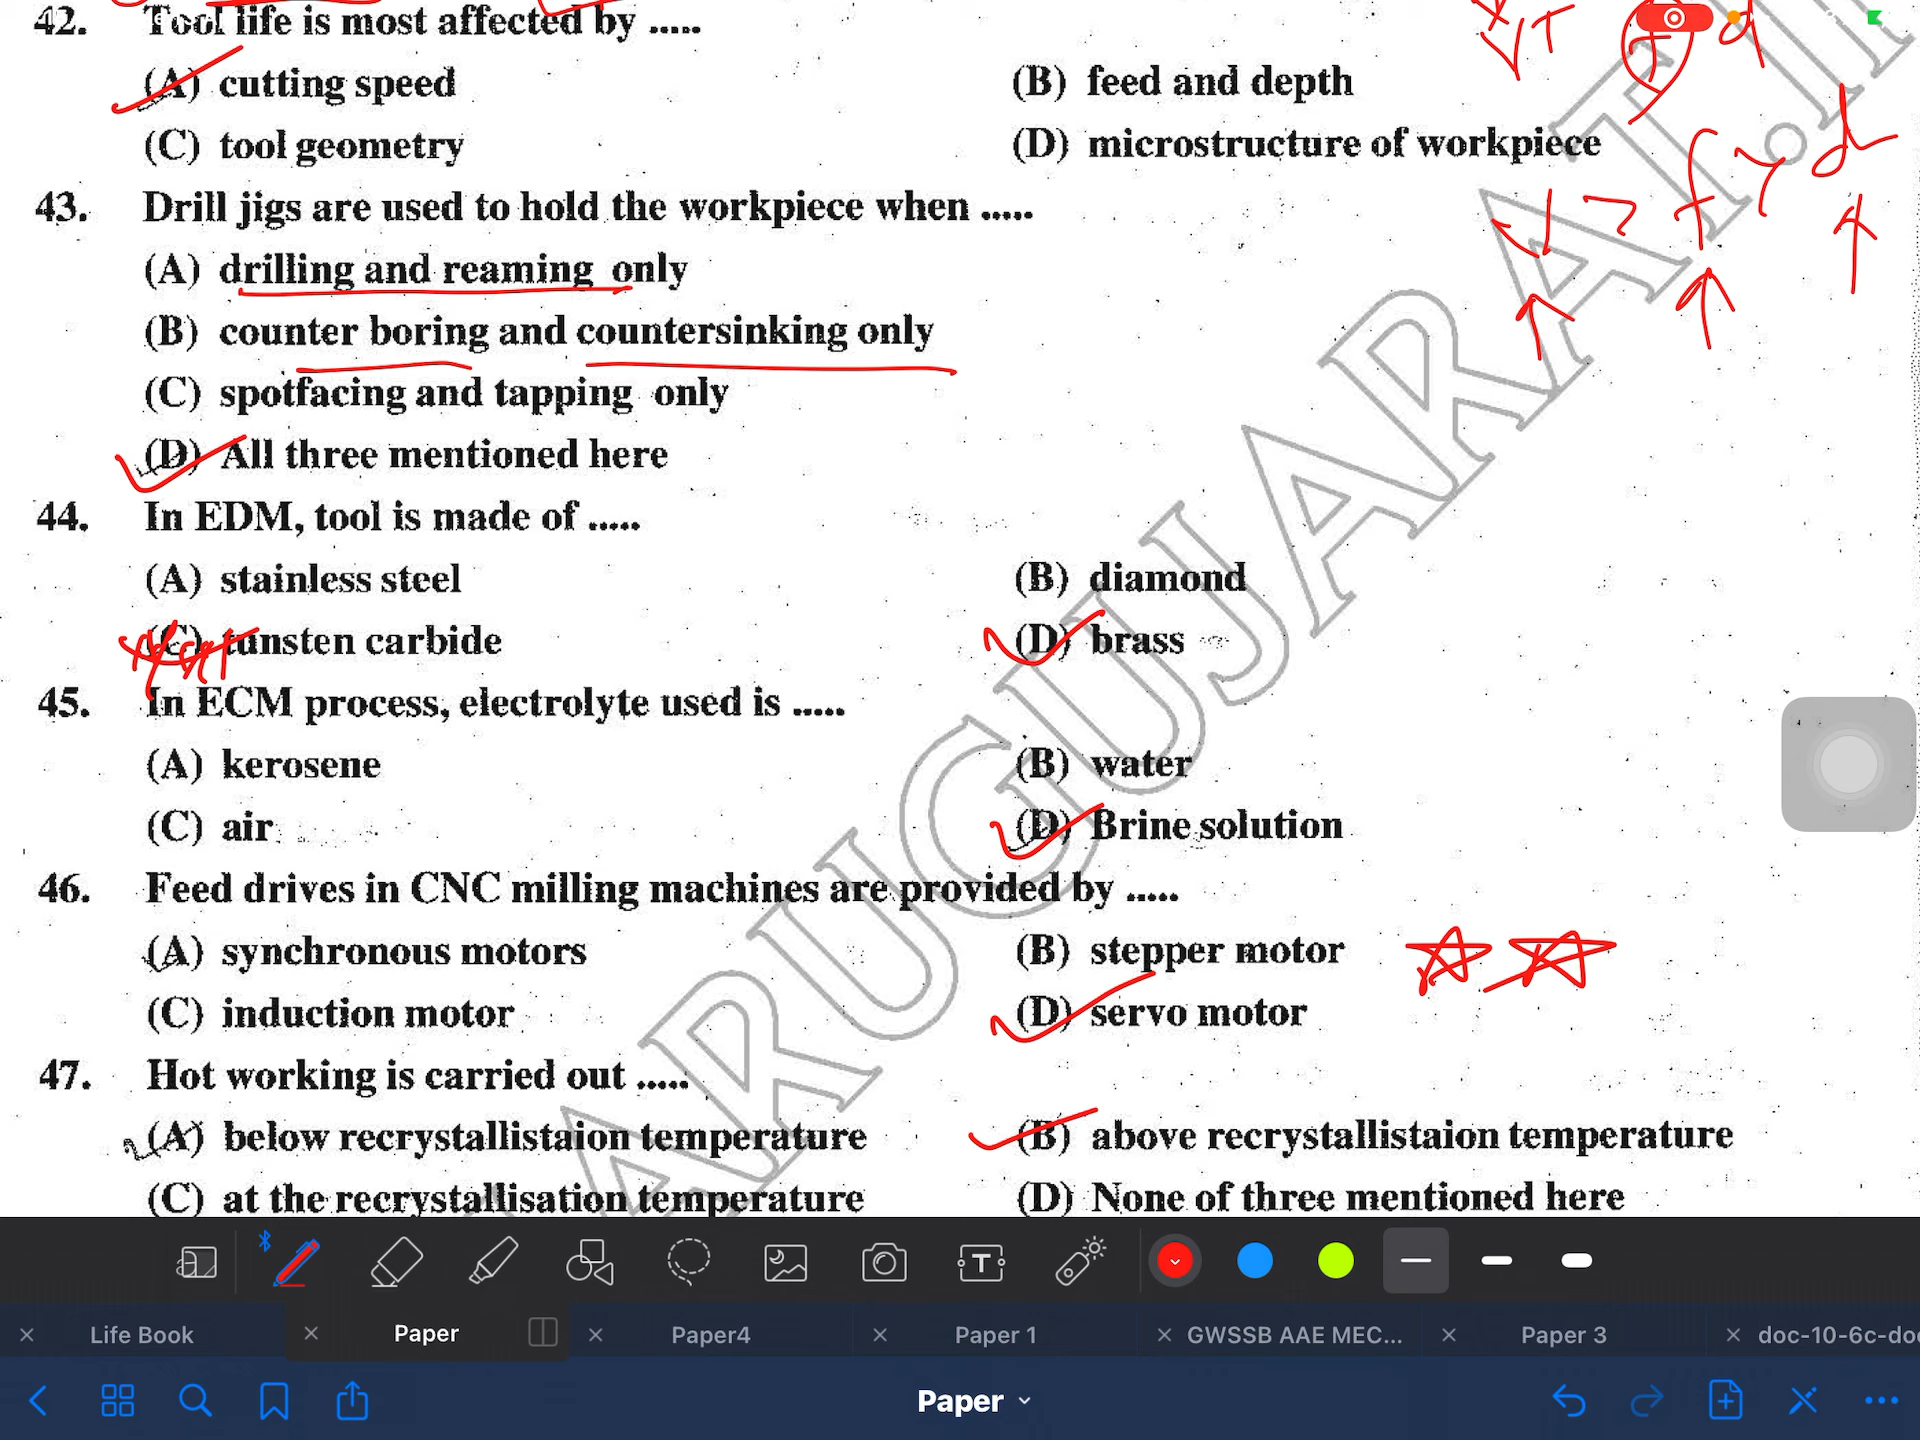 42. Tool life is most affected by .....
(A) cutting speed (B) feed and depth
(C) tool geometry (D) microstructure of workpiece
43. Drill jigs are used to hold the workpiece when .....
(A) drilling and reaming only
(B) counter boring and countersinking only
(C) spotfacing and tapping only
(D) All three mentioned here
44. In EDM, tool is made of .....
(A) stainless steel (B) diamond
(C) tunsten carbide (D) brass
45. In ECM process, electrolyte used is .....
(A) kerosene (B) water
(C) air (D) Brine solution
46. Feed drives in CNC milling machines are provided by .....
(A) synchronous motors (B) stepper motor
(C) induction motor (D) servo motor
47. Hot working is carried out .....
(A) below recrystallistaion temperature (B) above recrystallistaion temperature
(C) at the recrystallisation temperature (D) None of three mentioned here
Life Book Paper Paper4 Paper 1 GWSSB AAE MEC... Paper 3
Paper